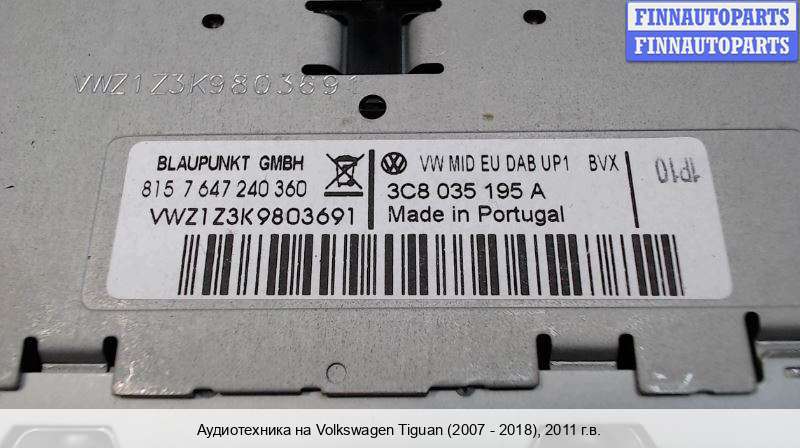 FINNAUTOPARTS
FINNAUTOPARTS
VWZ1Z3K9803691
BLAUPUNKT GMBH
815 7 647 240 360
VWZ1Z3K9803691
VW MID EU DAB UP1 BVX
3C8 035 195 A
Made in Portugal
1P10
Аудиотехника на Volkswagen Tiguan (2007 - 2018), 2011 г.в.